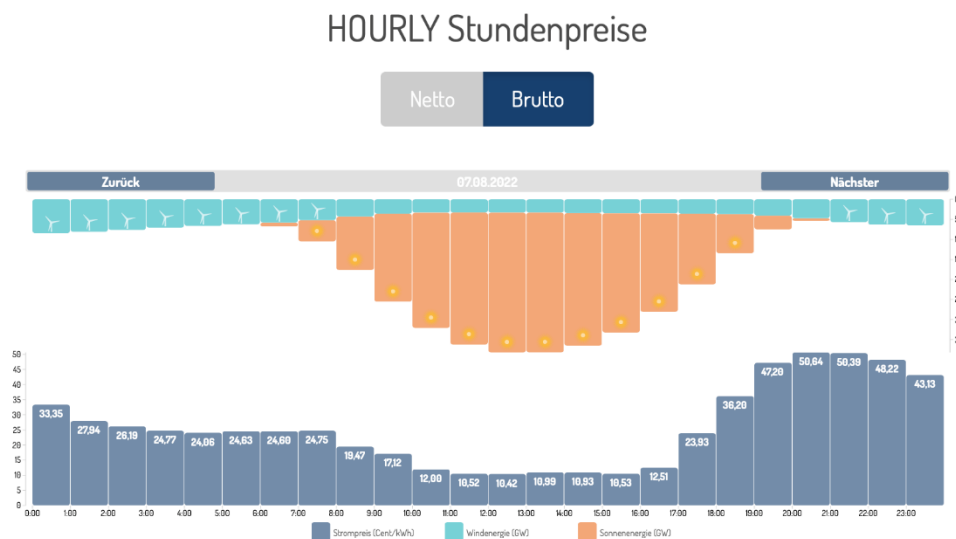 HOURLY Stundenpreise
Netto Brutto
Zurück 07.08.2022 Nächster
50
45
40
35
30
25
20
15
10
5
0
33,35 27,94 26,19 24,77 24,06 24,63 24,60 24,75 19,47 17,12 12,00 10,52 10,42 10,99 10,93 10,53 12,51 23,93 36,20 47,20 50,64 50,39 48,22 43,13
0:00 1:00 2:00 3:00 4:00 5:00 6:00 7:00 8:00 9:00 10:00 11:00 12:00 13:00 14:00 15:00 16:00 17:00 18:00 19:00 20:00 21:00 22:00 23:00
Strompreis (Cent/kWh) Windenergie (GW) Sonnenenergie (GW)